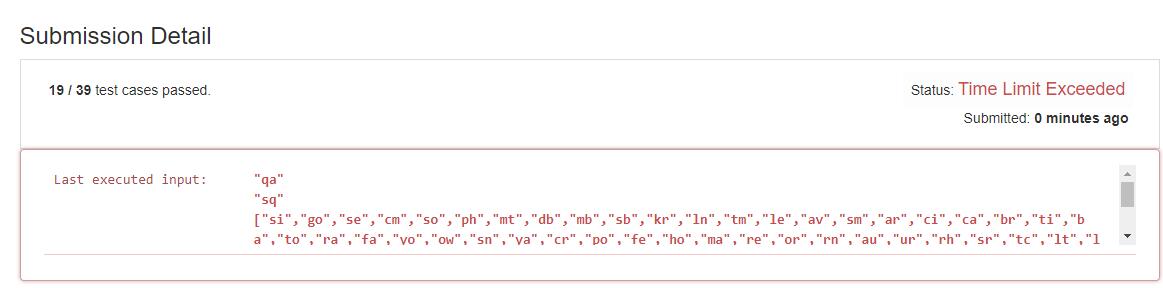 Submission Detail
19 / 39 test cases passed.
Status: Time Limit Exceeded
Submitted: 0 minutes ago
Last executed input:
"qa"
"sq"
["si","go","se","cm","so","ph","mt","db","mb","sb","kr","ln","tm","le","av","sm","ar","ci","ca","br","ti","b
a","to","ra","fa","yo","ow","sn","ya","cr","po","fe","ho","ma","re","or","rn","au","ur","rh","sr","tc","lt","l